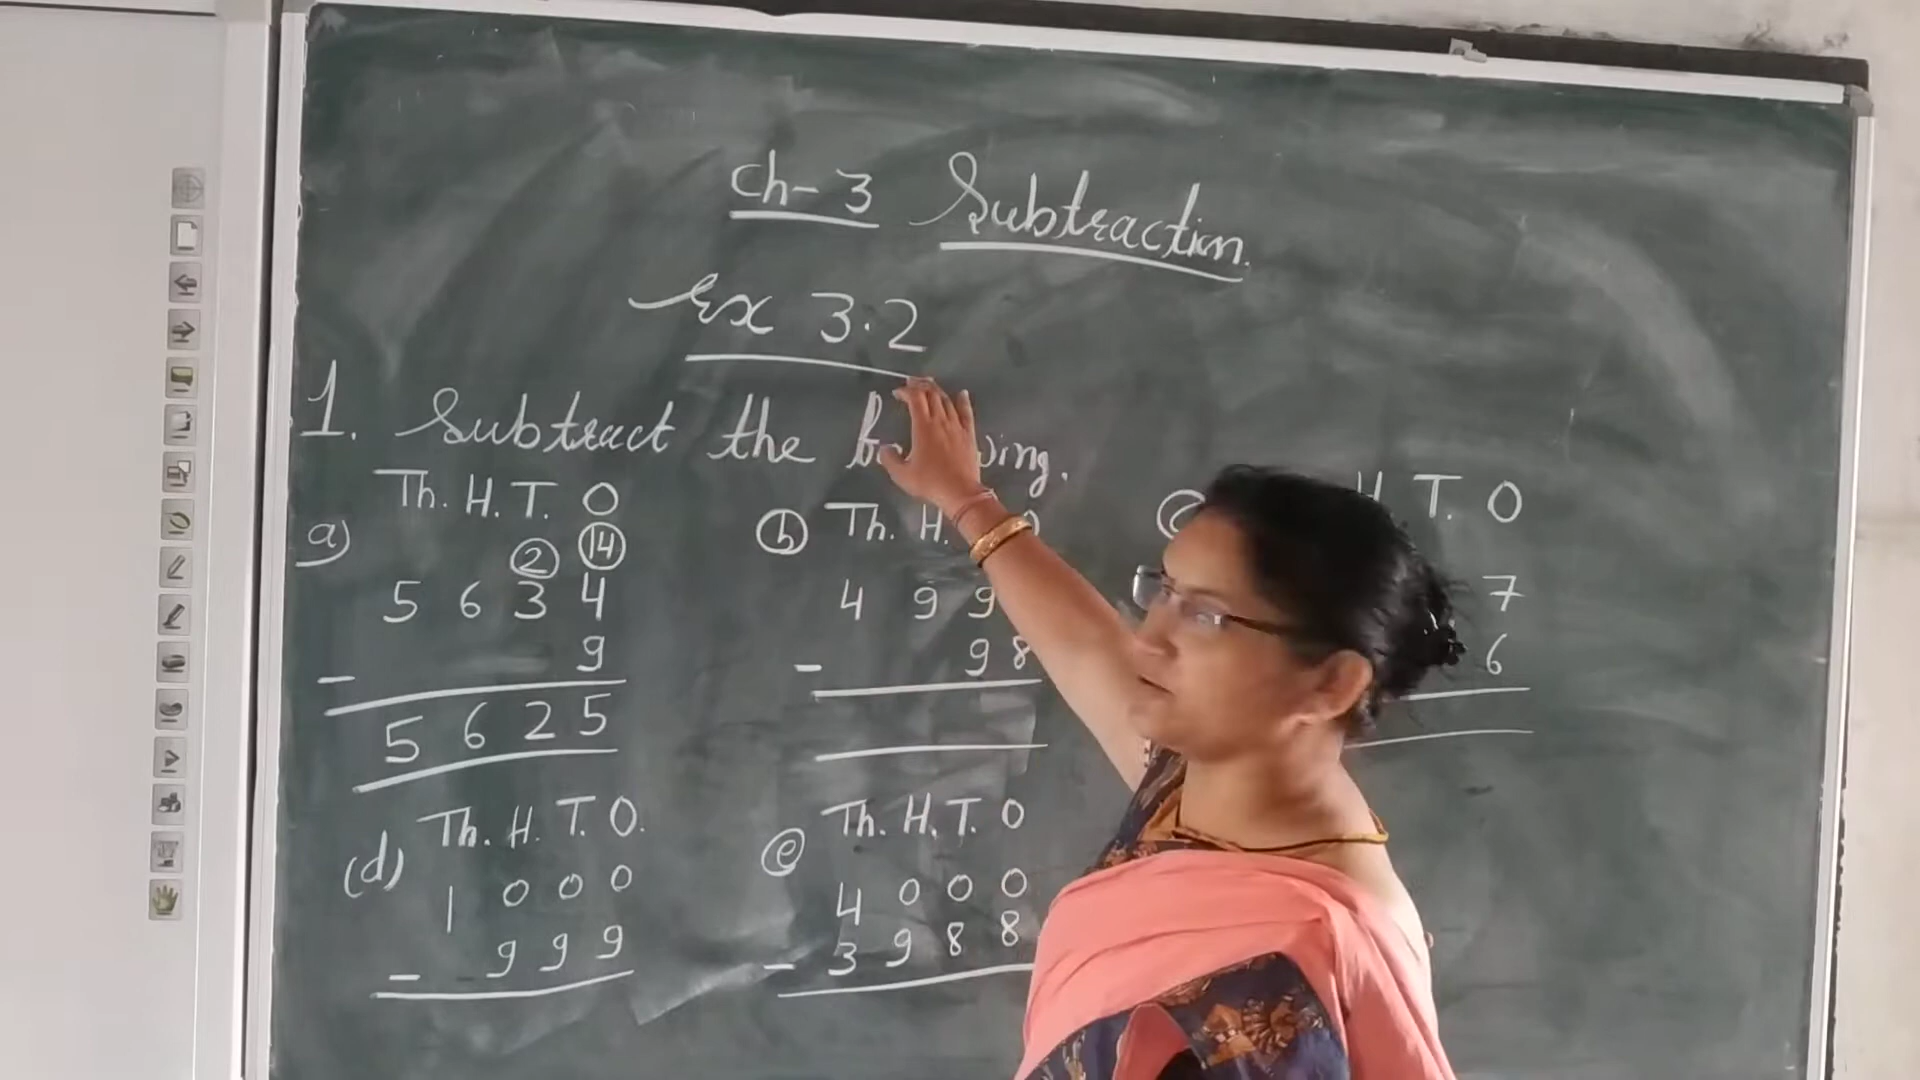 Ch-3 Subtraction.
Ex 3.2
1. Subtract the
a) Th. H. T. O
2 14
5 6 3 4
- 9
5 6 2 5
b Th. H.
4 9 9
- 9 8
T. O
7
6
(d) Th. H. T. O.
1 0 0 0
- 9 9 9
e Th. H. T. O
4 0 0 0
- 3 9 8 8